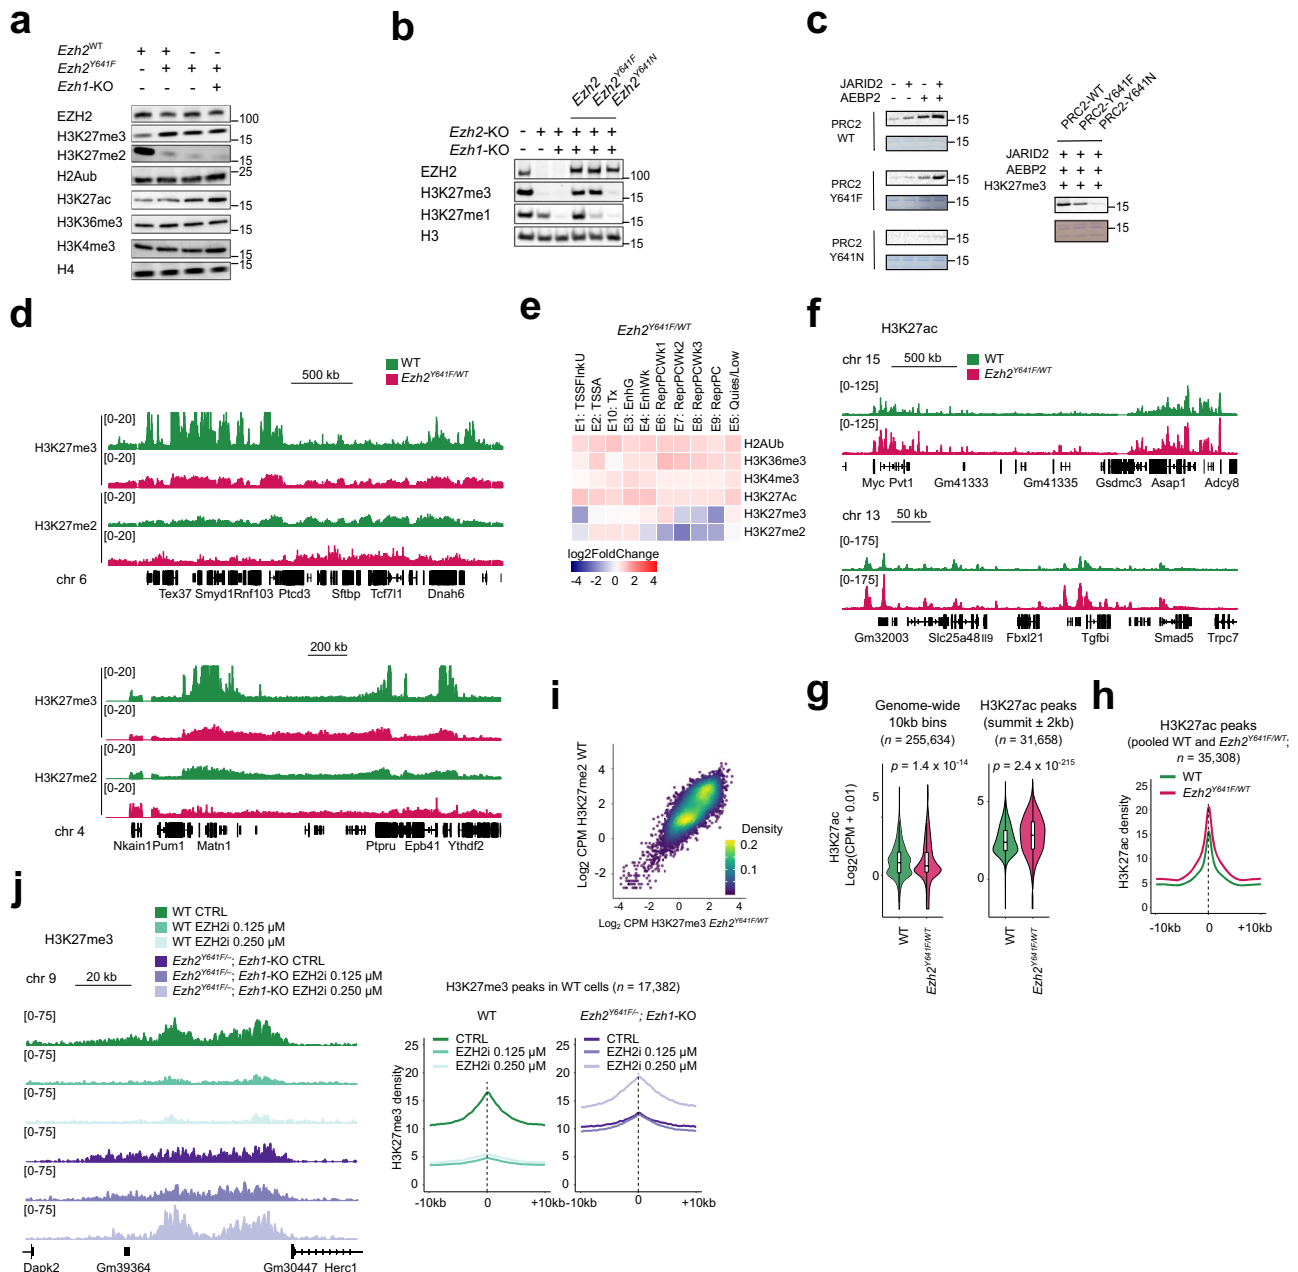 a
Ezh2WT + + - -
Ezh2Y641F - + + +
Ezh1-KO - - - +
EZH2
100
H3K27me3
15
H3K27me2
15
H2Aub
25
H3K27ac
15
H3K36me3
H3K4me3
15
H4
15
b
Ezh2
Ezh2Y641F
Ezh2Y641N
Ezh2-KO - + + + + +
Ezh1-KO - - + + + +
EZH2
100
H3K27me3
15
H3K27me1
15
H3
15
c
JARID2 - + - +
AEBP2 - - + +
PRC2 WT
15
15
PRC2 Y641F
15
15
PRC2 Y641N
15
15
PRC2-WT
PRC2-Y641F
PRC2-Y641N
JARID2 + + +
AEBP2 + + +
H3K27me3 + + +
15
15
d
500 kb
WT
Ezh2Y641F/WT
H3K27me3
[0-20]
[0-20]
H3K27me2
[0-20]
[0-20]
chr 6
Tex37 Smyd1 Rnf103 Ptcd3 Sftbp Tcf7l1 Dnah6
200 kb
H3K27me3
[0-20]
[0-20]
H3K27me2
[0-20]
[0-20]
chr 4
Nkain1 Pum1 Matn1 Ptpru Epb41 Ythdf2
e
Ezh2Y641F/WT
E1: TSSFlnkU
E2: TSSA
E10: Tx
E3: EnhG
E4: EnhWk
E6: ReprPCWk1
E7: ReprPCWk2
E8: ReprPCWk3
E9: ReprPC
E5: Quies/Low
H2AUb
H3K36me3
H3K4me3
H3K27Ac
H3K27me3
H3K27me2
log2FoldChange
-4 -2 0 2 4
f
H3K27ac
chr 15
500 kb
WT
Ezh2Y641F/WT
[0-125]
[0-125]
Myc Pvt1 Gm41333 Gm41335 Gsdmc3 Asap1 Adcy8
chr 13
50 kb
[0-175]
[0-175]
Gm32003 Slc25a48 Il9 Fbxl21 Tgfbi Smad5 Trpc7
g
Genome-wide
10kb bins
(n = 255,634)
p = 1.4 x 10-14
H3K27ac peaks
(summit ± 2kb)
(n = 31,658)
p = 2.4 x 10-215
H3K27ac
Log2(CPM + 0.01)
5
0
5
0
WT
Ezh2Y641F/WT
WT
Ezh2Y641F/WT
h
H3K27ac peaks
(pooled WT and Ezh2Y641F/WT;
n = 35,308)
WT
Ezh2Y641F/WT
H3K27ac density
25
20
15
10
5
0
-10kb 0 +10kb
i
Log2 CPM H3K27me2 WT
4
2
0
-2
-4 -2 0 2 4
Log2 CPM H3K27me3 Ezh2Y641F/WT
Density
0.2
0.1
j
H3K27me3
WT CTRL
WT EZH2i 0.125 µM
WT EZH2i 0.250 µM
Ezh2Y641F/-; Ezh1-KO CTRL
Ezh2Y641F/-; Ezh1-KO EZH2i 0.125 µM
Ezh2Y641F/-; Ezh1-KO EZH2i 0.250 µM
chr 9
20 kb
[0-75]
[0-75]
[0-75]
[0-75]
[0-75]
[0-75]
Dapk2 Gm39364 Gm30447 Herc1
H3K27me3 peaks in WT cells (n = 17,382)
WT
CTRL
EZH2i 0.125 µM
EZH2i 0.250 µM
H3K27me3 density
25
20
15
10
5
0
-10kb 0 +10kb
Ezh2Y641F/-; Ezh1-KO
CTRL
EZH2i 0.125 µM
EZH2i 0.250 µM
25
20
15
10
5
0
-10kb 0 +10kb